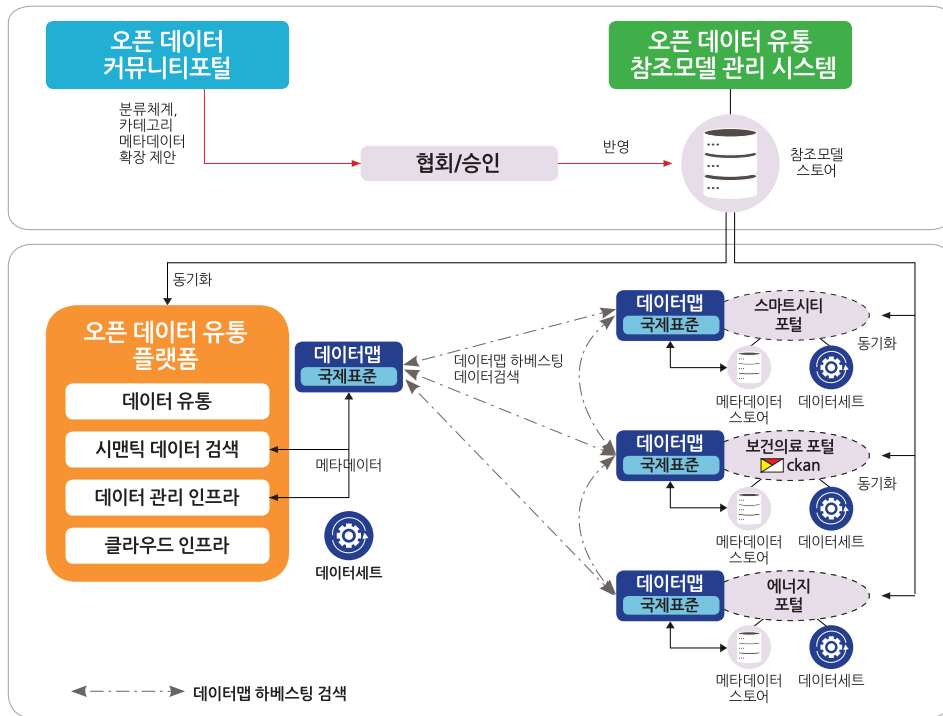 오픈 데이터
커뮤니티포털
오픈 데이터 유통
참조모델 관리 시스템
분류체계,
카테고리
메타데이터
확장 제안
협회/승인
반영
참조모델
스토어
동기화
오픈 데이터 유통
플랫폼
데이터 유통
시맨틱 데이터 검색
데이터 관리 인프라
클라우드 인프라
데이터맵
국제표준
메타데이터
데이터세트
데이터맵 하베스팅
데이터검색
데이터맵
국제표준
스마트시티
포털
동기화
메타데이터
스토어
데이터세트
데이터맵
국제표준
보건의료 포털
ckan
동기화
메타데이터
스토어
데이터세트
데이터맵
국제표준
에너지
포털
메타데이터
스토어
데이터세트
데이터맵 하베스팅 검색